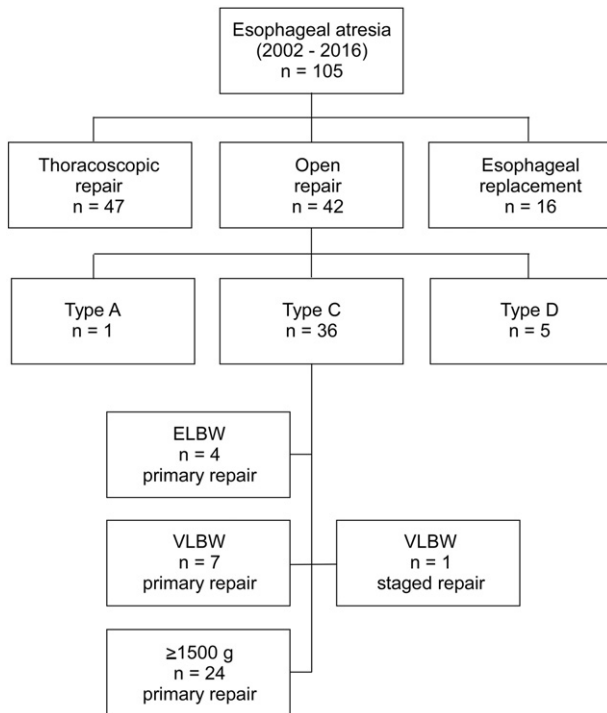 Esophageal atresia
(2002 - 2016)
n = 105
Thoracoscopic
repair
n = 47
Open
repair
n = 42
Esophageal
replacement
n = 16
Type A
n = 1
Type C
n = 36
Type D
n = 5
ELBW
n = 4
primary repair
VLBW
n = 7
primary repair
VLBW
n = 1
staged repair
≥1500 g
n = 24
primary repair